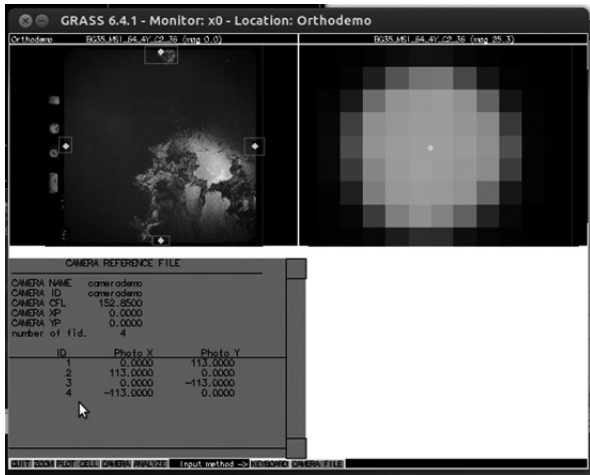 GRASS 6.4.1 - Monitor: x0 - Location: Orthodemo
Orthodemo BG35_MSI_64_4Y_C2_36 (mag 0.0)
BG35_MSI_64_4Y_C2_36 (mag 25.3)
CAMERA REFERENCE FILE
CAMERA NAME camerademo
CAMERA ID camerademo
CAMERA CFL 152.8500
CAMERA XP 0.0000
CAMERA YP 0.0000
number of fid. 4
ID Photo X Photo Y
1 0.0000 113.0000
2 113.0000 0.0000
3 0.0000 -113.0000
4 -113.0000 0.0000
QUIT ZOOM PLOT CELL CAMERA ANALYZE Input method -> KEYBOARD CAMERA FILE